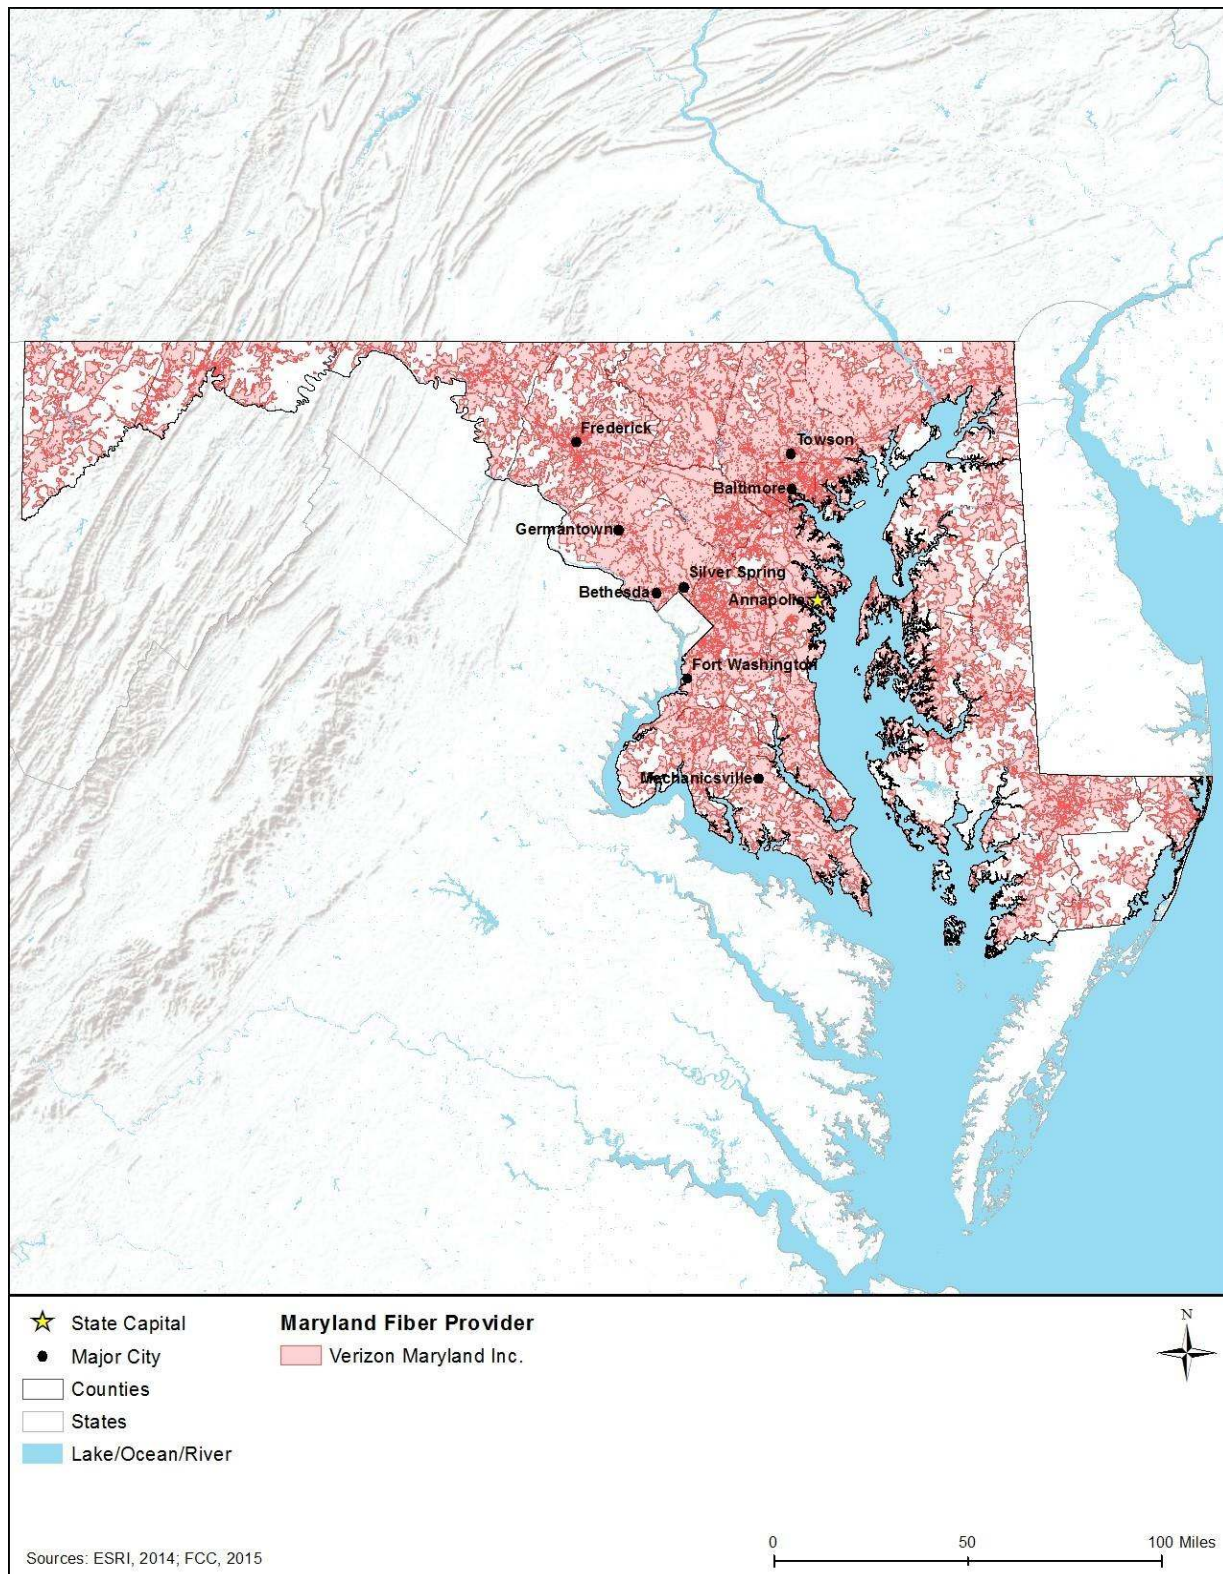 Frederick
Towson
Baltimore
Germantown
Silver Spring
Bethesda
Annapolis
Fort Washington
Mechanicsville
State Capital
Major City
Counties
States
Lake/Ocean/River
Maryland Fiber Provider
Verizon Maryland Inc.
N
Sources: ESRI, 2014; FCC, 2015
0 50 100 Miles